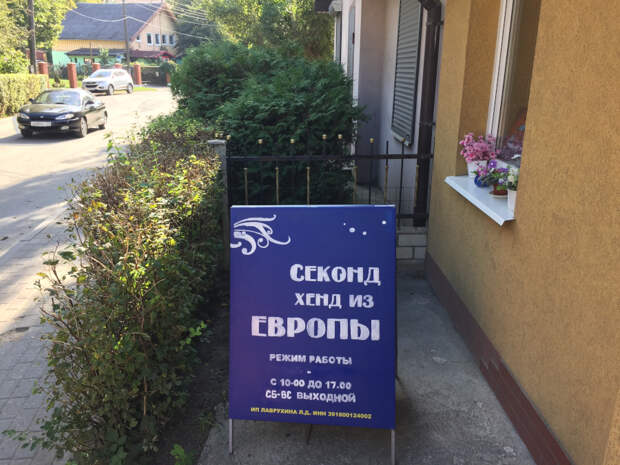 СЕКОНД
ХЕНД ИЗ
ЕВРОПЫ
РЕЖИМ РАБОТЫ
С 10-00 ДО 17.00
СБ-ВС ВЫХОДНОЙ
ИП ЛАВРУХИНА Л.Д. ИНН 391800124002